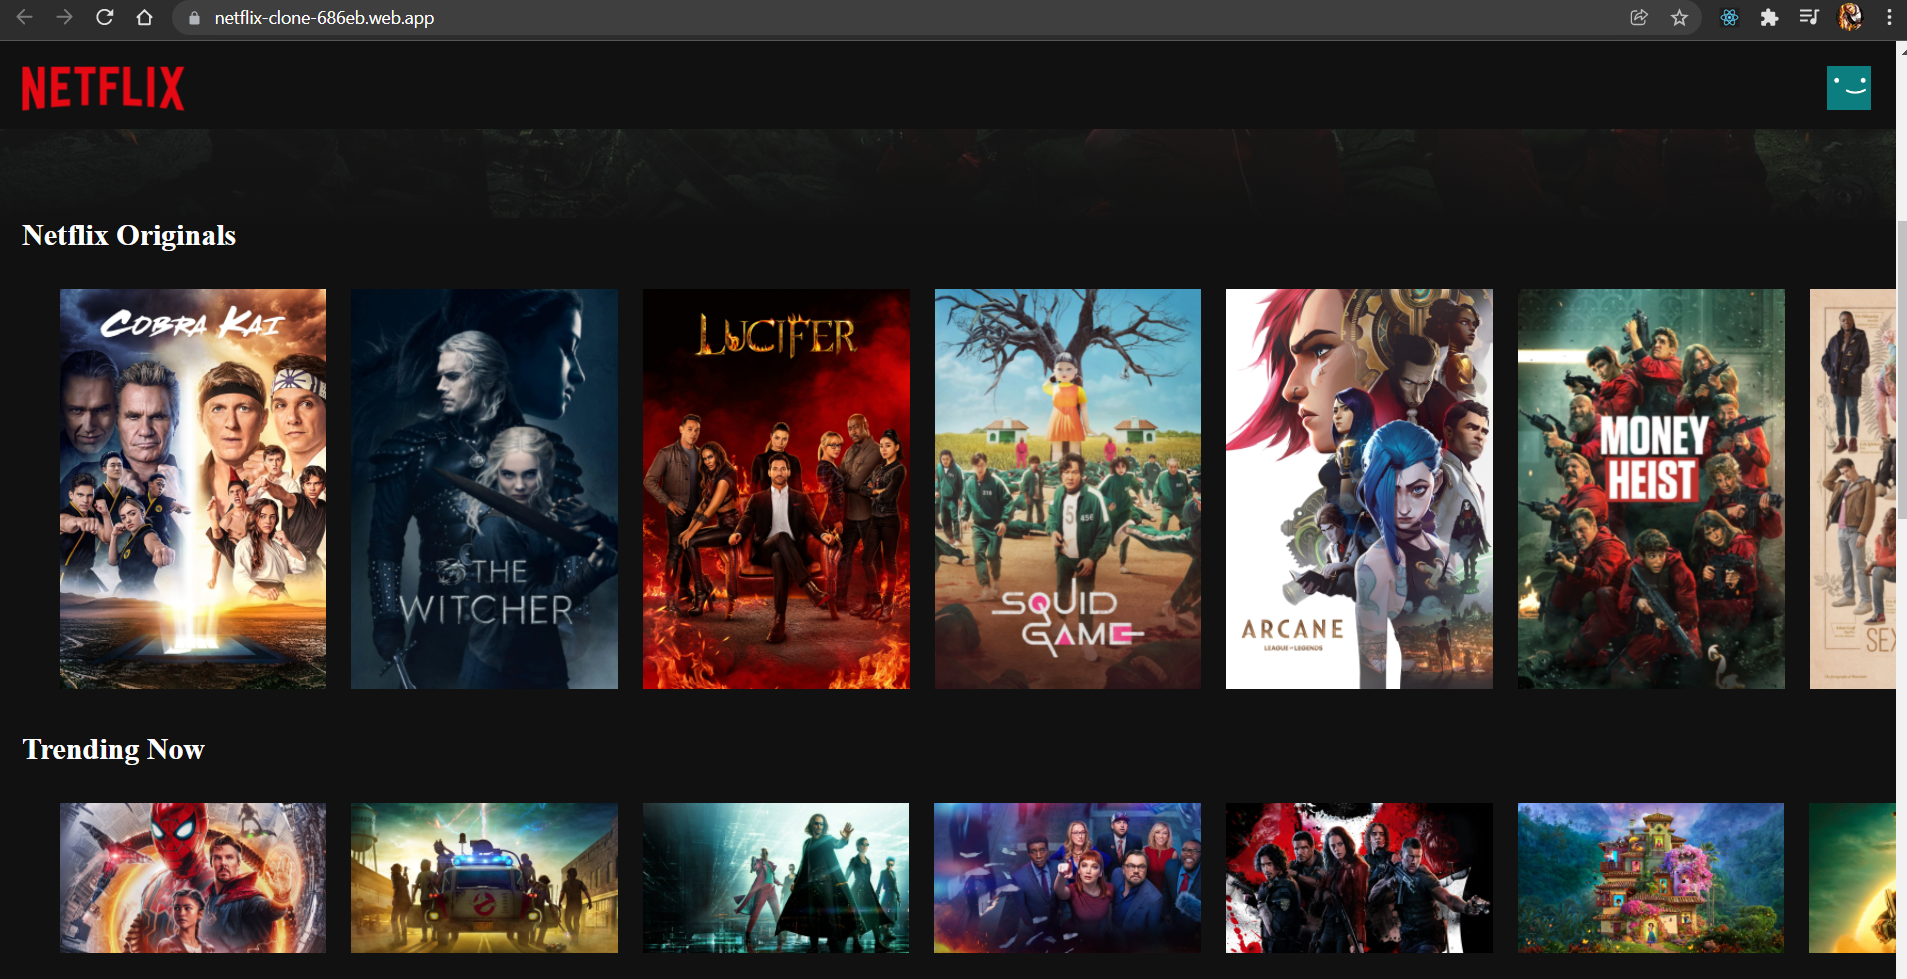 netflix-clone-686eb.web.app
NETFLIX
Netflix Originals
COBRA KAI
THE
WITCHER
LUCIFER
SQUID
GAME
456
ARCANE
LEAGUE OF LEGENDS
MONEY
HEIST
SEX
Trending Now